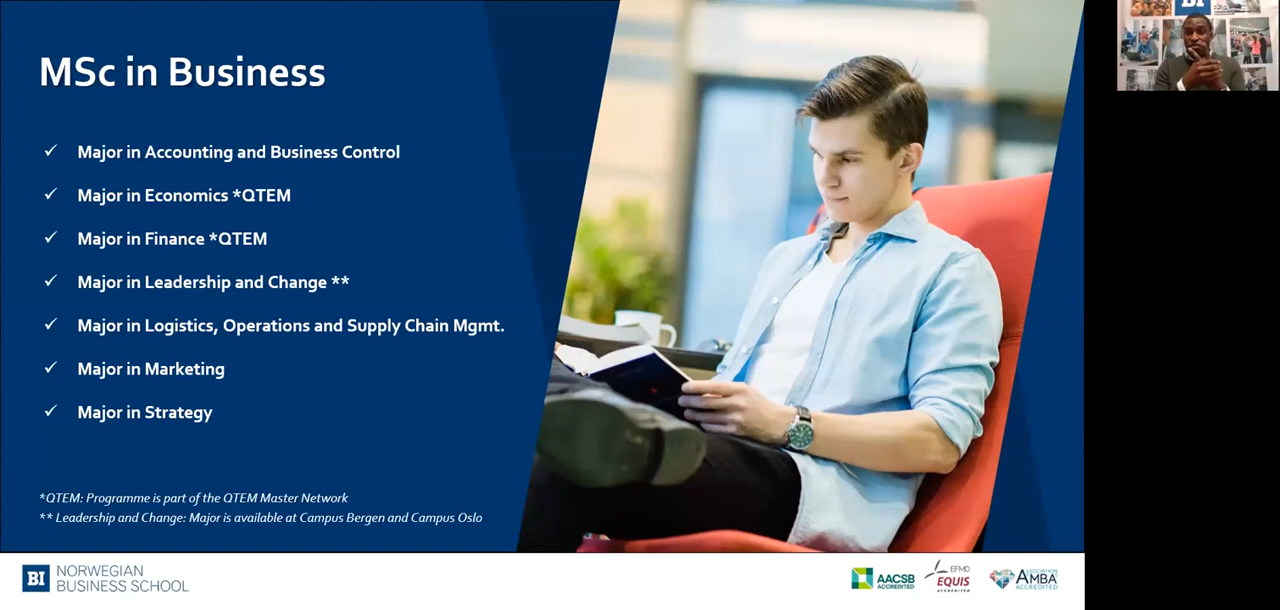 MSc in Business
✓ Major in Accounting and Business Control
✓ Major in Economics *QTEM
✓ Major in Finance *QTEM
✓ Major in Leadership and Change **
✓ Major in Logistics, Operations and Supply Chain Mgmt.
✓ Major in Marketing
✓ Major in Strategy
*QTEM: Programme is part of the QTEM Master Network
** Leadership and Change: Major is available at Campus Bergen and Campus Oslo
BI
BI NORWEGIAN
BUSINESS SCHOOL
AACSB
ACCREDITED
EFMD
EQUIS
ACCREDITED
ASSOCIATION
AMBA
ACCREDITED